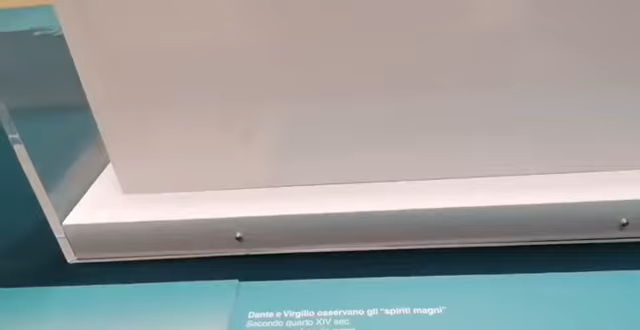 Dante e Virgilio osservano gli "spiriti magni"
Secondo quarto XIV sec.